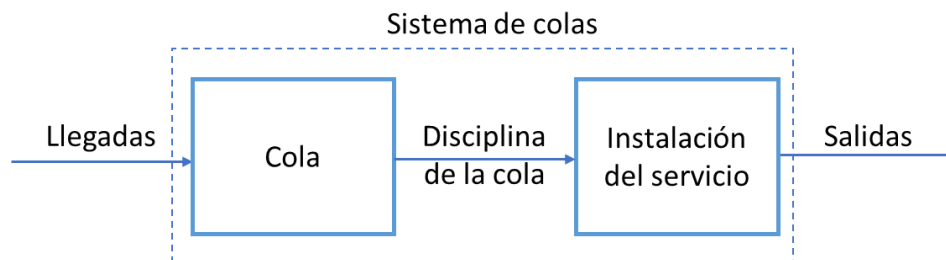 Sistema de colas
Llegadas
Cola
Disciplina
de la cola
Instalación
del servicio
Salidas